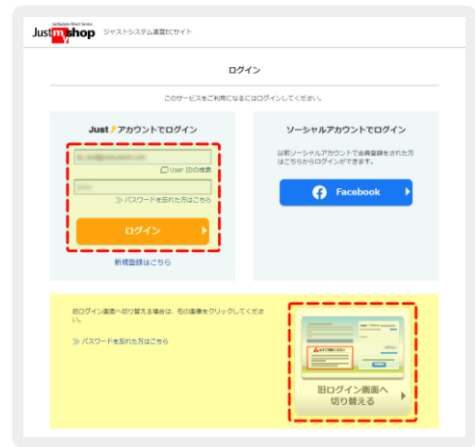 JustSystems Direct Service
Just myshop
ジャストシステム直営ECサイト
ログイン
このサービスをご利用になるにはログインしてください。
Just アカウントでログイン
User IDの検索
パスワードを忘れた方はこちら
ログイン
新規登録はこちら
ソーシャルアカウントでログイン
以前ソーシャルアカウントで会員登録をされた方
はこちらからログインができます。
Facebook
旧ログイン画面へ切り替える場合は、右の画像をクリックしてくださ
い。
パスワードを忘れた方はこちら
旧ログイン画面へ
切り替える